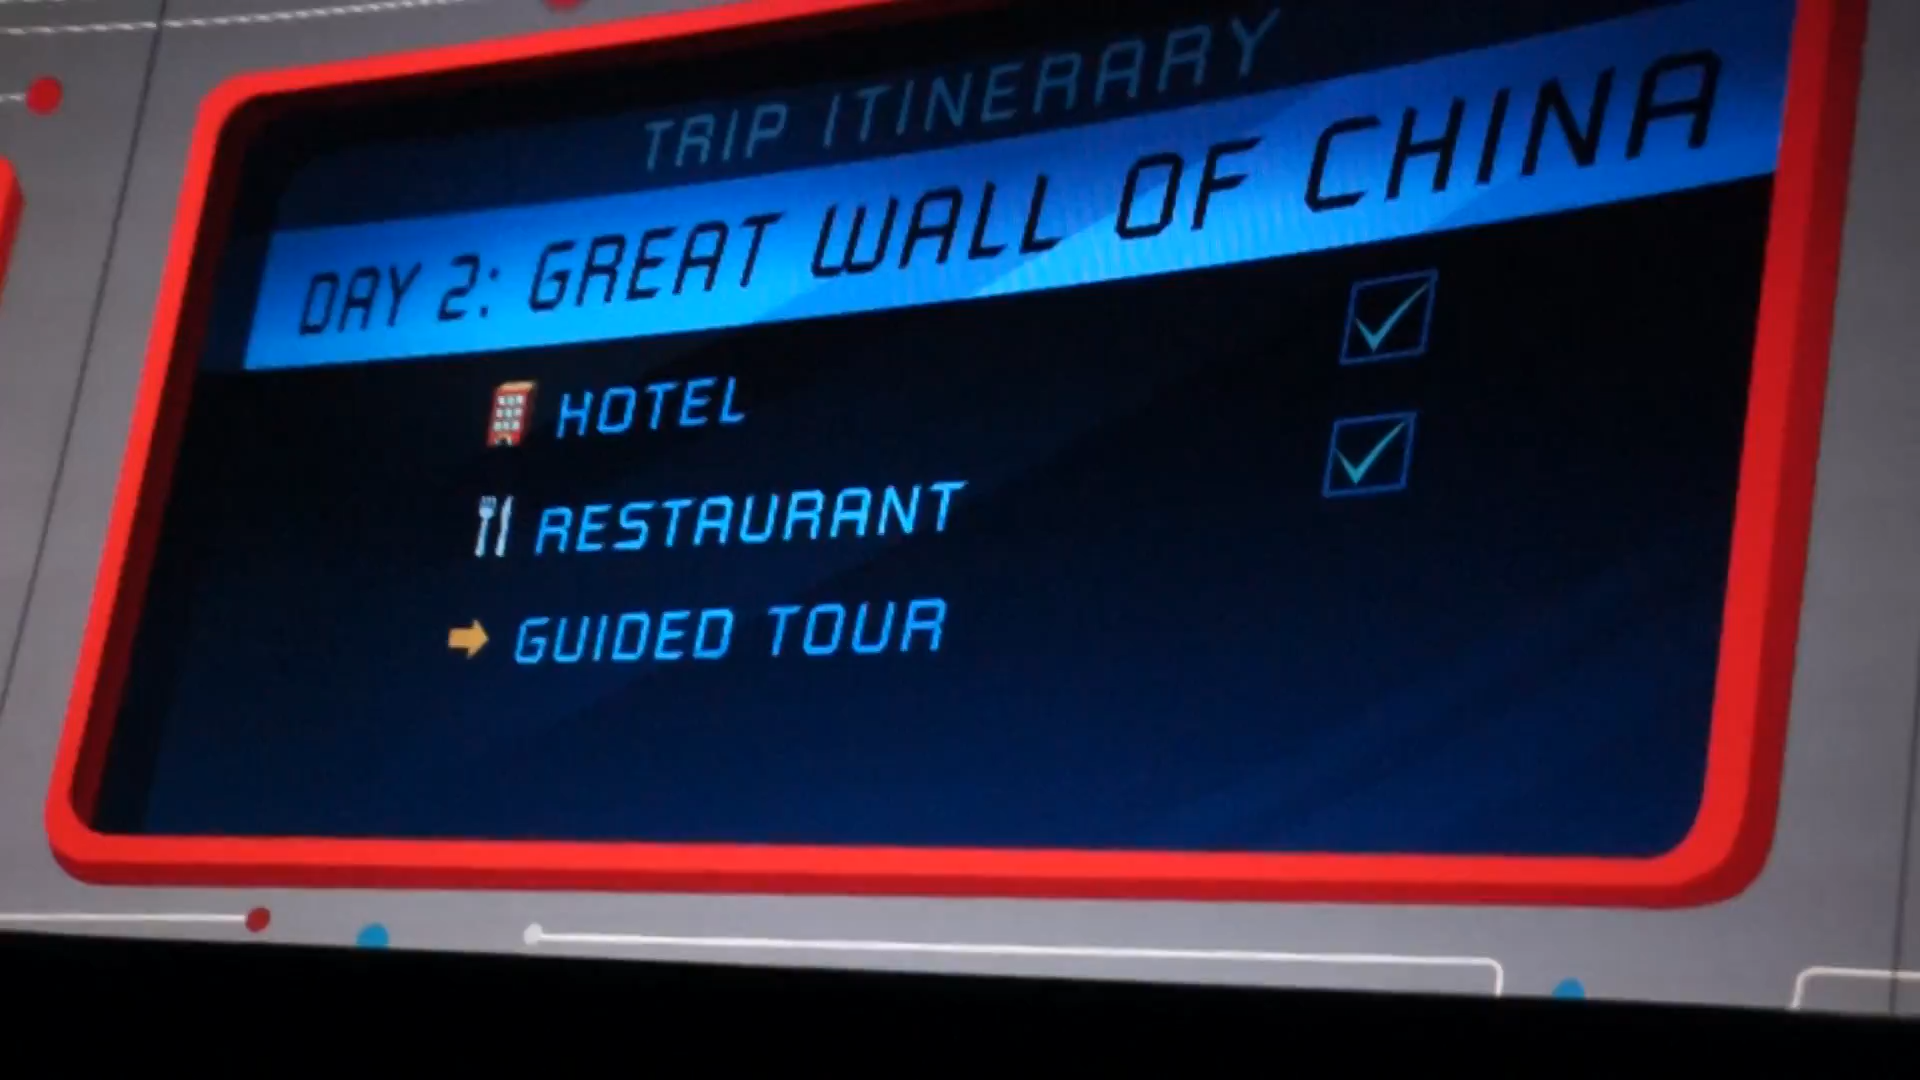 TRIP ITINERARY
DAY 2: GREAT WALL OF CHINA
HOTEL
RESTAURANT
GUIDED TOUR